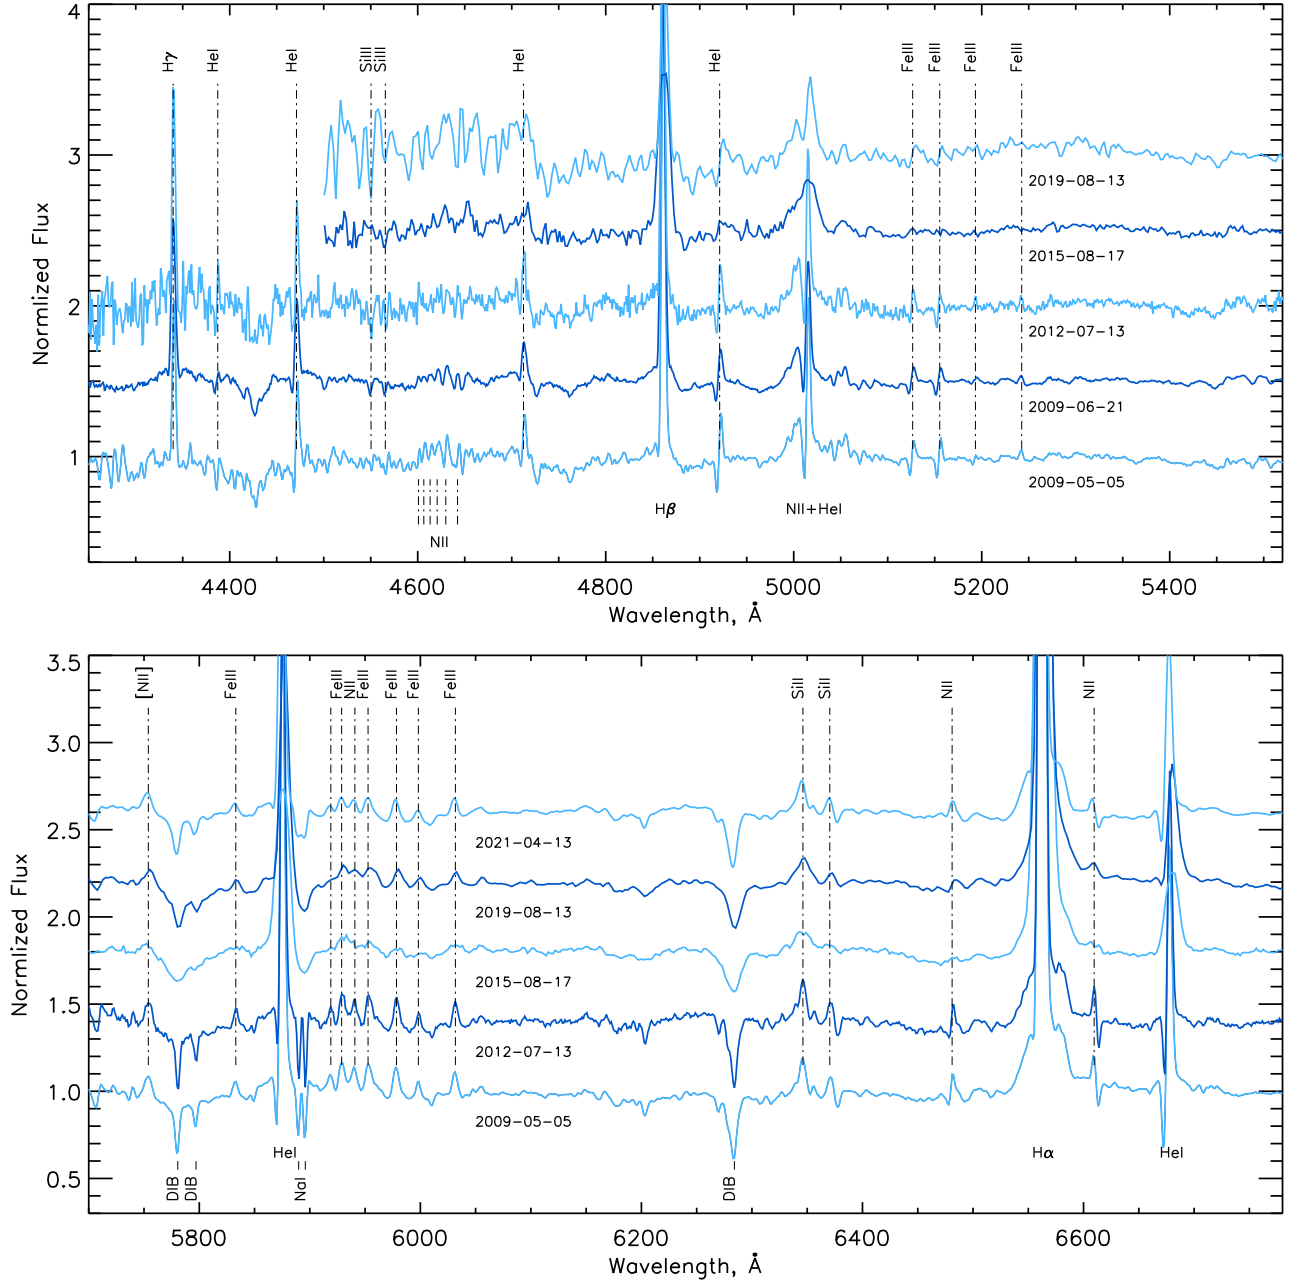 4
Hγ HeI HeI SiIII SiIII HeI HeI FeIII FeIII FeIII FeIII
3
2019-08-13
2015-08-17
2
2012-07-13
2009-06-21
1
2009-05-05
Hβ NII+HeI
NII
Normlized Flux
4400 4600 4800 5000 5200 5400
Wavelength, Å
3.5
[NII] FeIII FeIII NII FeIII FeIII FeIII FeIII SiII SiII NII NII
3.0
2.5
2021-04-13
2019-08-13
2.0
2015-08-17
1.5
2012-07-13
1.0
2009-05-05
HeI Hα HeI
DIB DIB NaI DIB
0.5
Normlized Flux
5800 6000 6200 6400 6600
Wavelength, Å